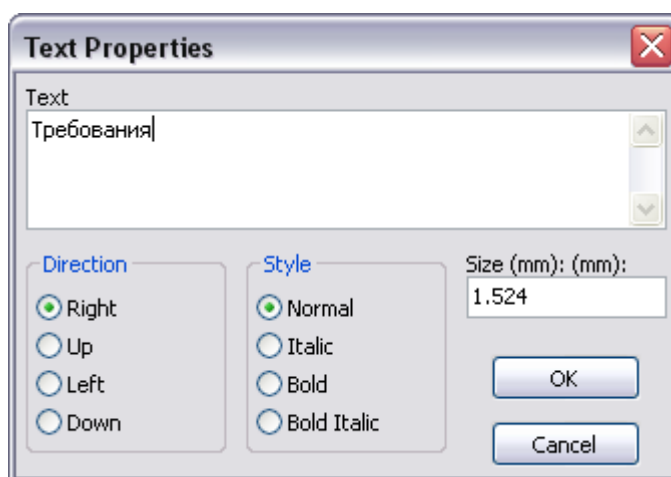 Text Properties
Text
Требования
Direction
Right
Up
Left
Down
Style
Normal
Italic
Bold
Bold Italic
Size (mm): (mm):
1.524
OK
Cancel